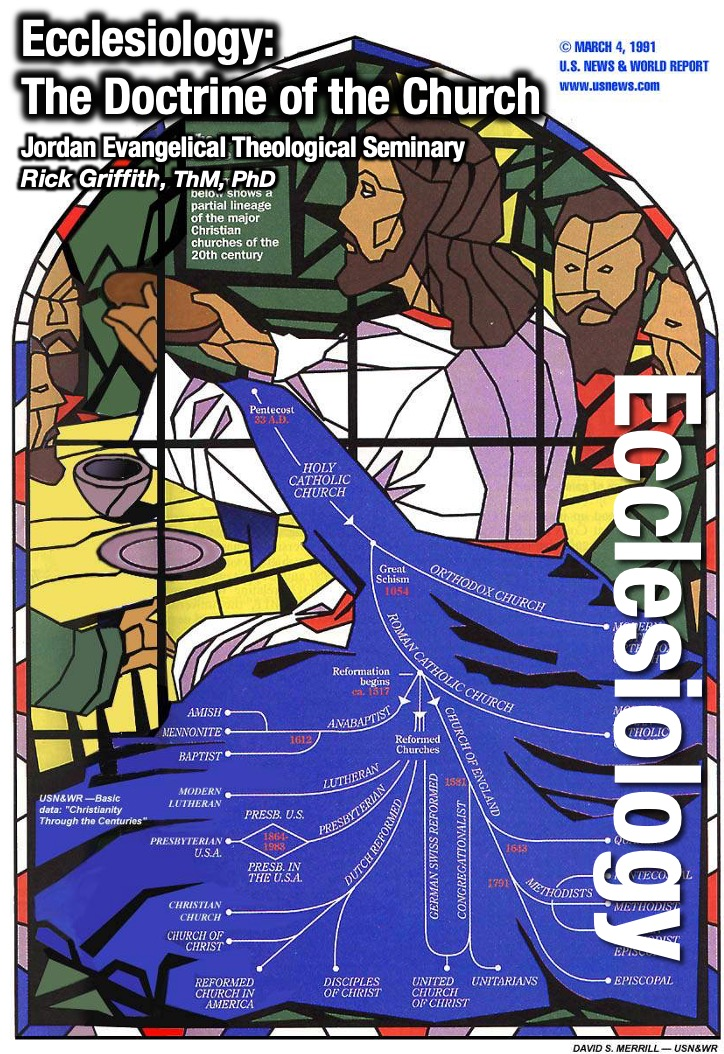 Ecclesiology:
The Doctrine of the Church
Jordan Evangelical Theological Seminary
Rick Griffith, ThM, PhD
© MARCH 4, 1991
U.S. NEWS & WORLD REPORT
www.usnews.com
below shows a
partial lineage
of the major
Christian
churches of the
20th century
Ecclesiology
Pentecost
33 A.D.
HOLY
CATHOLIC
CHURCH
Great
Schism
1054
ORTHODOX CHURCH
ROMAN CATHOLIC CHURCH
Reformation
begins
ca. 1517
AMISH
MENNONITE
BAPTIST
1612
ANABAPTIST
Reformed
Churches
CHURCH OF ENGLAND
LUTHERAN
MODERN
LUTHERAN
USN&WR —Basic
data: "Christianity
Through the Centuries"
PRESBYTERIAN
PRESB. U.S.
1864-
1983
PRESB. IN
THE U.S.A.
PRESBYTERIAN
U.S.A.
DUTCH REFORMED
GERMAN SWISS REFORMED
CONGREGATIONALIST
1643
1791
METHODISTS
METHODIST
CHRISTIAN
CHURCH
CHURCH OF
CHRIST
REFORMED
CHURCH IN
AMERICA
DISCIPLES
OF CHRIST
UNITED
CHURCH
OF CHRIST
UNITARIANS
EPISCOPAL
DAVID S. MERRILL — USN&WR